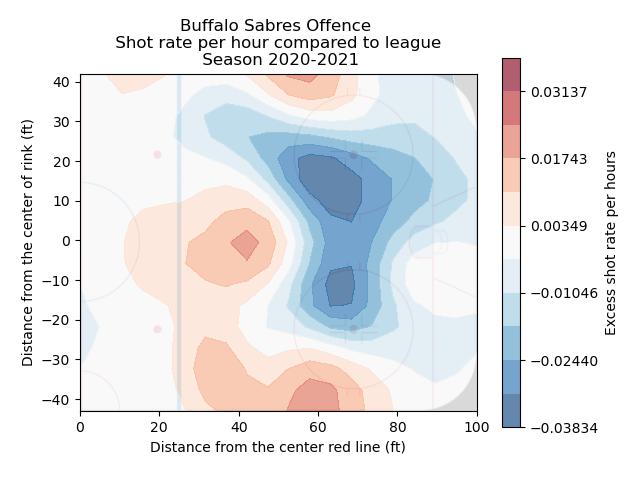 Buffalo Sabres Offence
Shot rate per hour compared to league
Season 2020-2021
40
30
20
10
0
−10
−20
−30
−40
Distance from the center of rink (ft)
0 20 40 60 80 100
Distance from the center red line (ft)
0.03137
0.01743
0.00349
−0.01046
−0.02440
−0.03834
Excess shot rate per hours